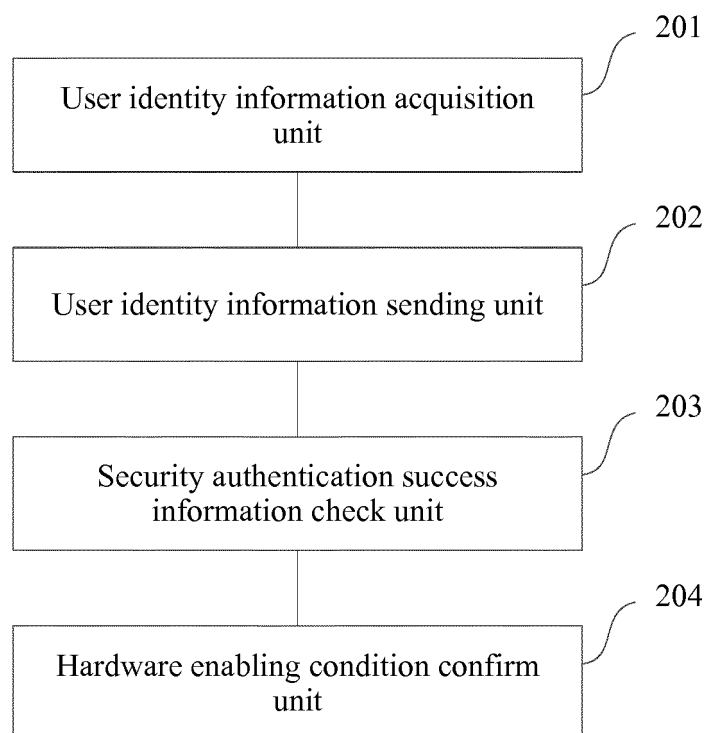 201
User identity information acquisition
unit
202
User identity information sending unit
203
Security authentication success
information check unit
204
Hardware enabling condition confirm
unit